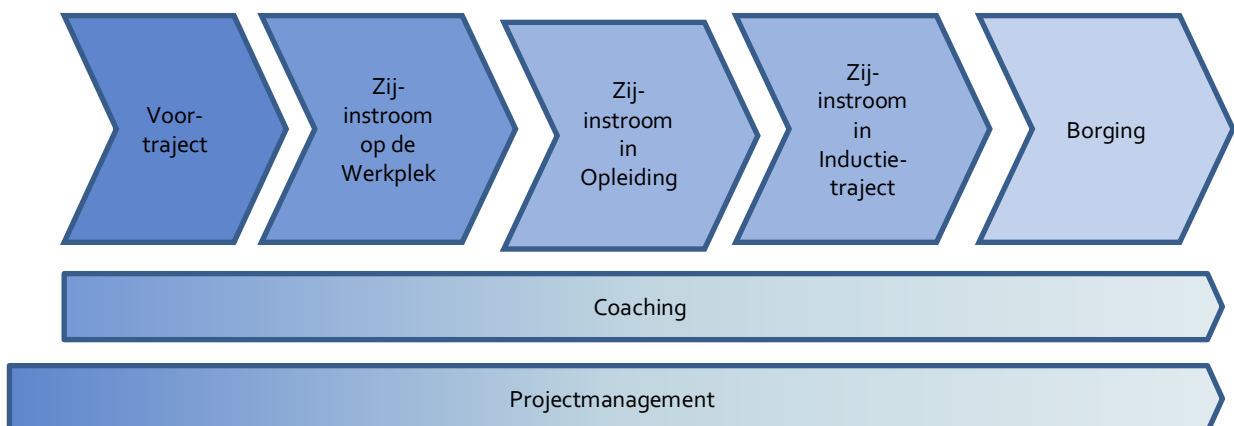 Voor-
traject
Zij-
instroom
op de
Werkplek
Zij-
instroom
in
Opleiding
Zij-
instroom
in
Inductie-
traject
Borging
Coaching
Projectmanagement